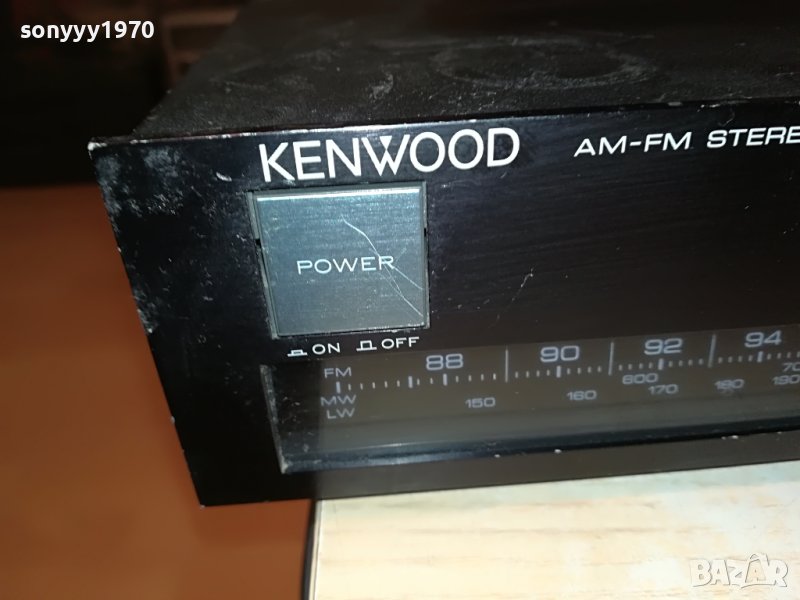 sonyyy1970
KENWOOD AM-FM STERE
POWER
ON OFF
FM 88 90 92 94
MW 600 70
LW 150 160 170 180 190
BAZAR